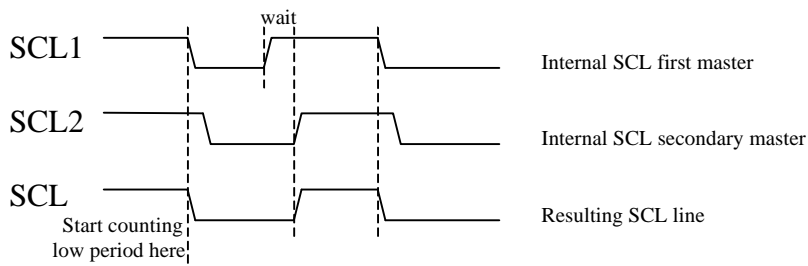 wait
SCL1
Internal SCL first master
SCL2
Internal SCL secondary master
SCL
Resulting SCL line
Start counting
low period here